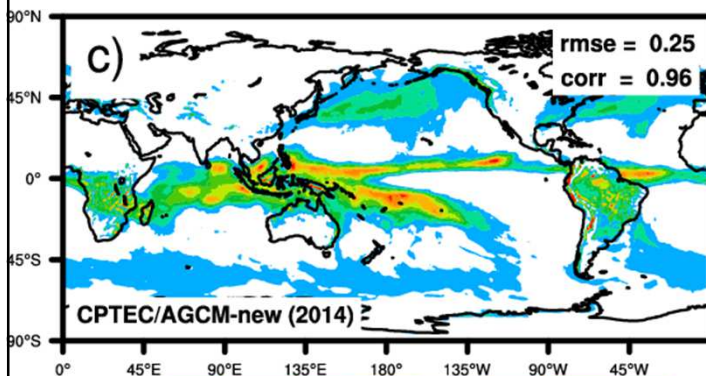 90°N
c)
rmse = 0.25
corr = 0.96
45°N
0°
45°S
CPTEC/AGCM-new (2014)
90°S
0° 45°E 90°E 135°E 180° 135°W 90°W 45°W